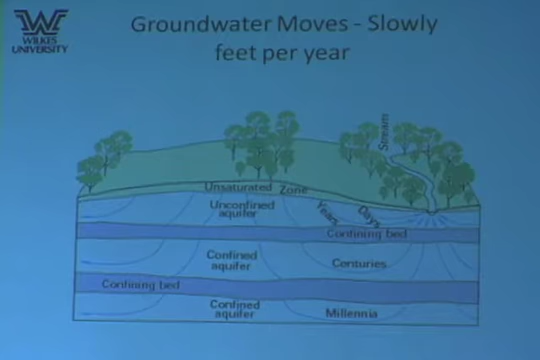 WILKES
UNIVERSITY
Groundwater Moves - Slowly
feet per year
Stream
Unsaturated Zone
Unconfined
aquifer
Years
Days
Confining bed
Confined
aquifer
Centuries
Confining bed
Confined
aquifer
Millennia